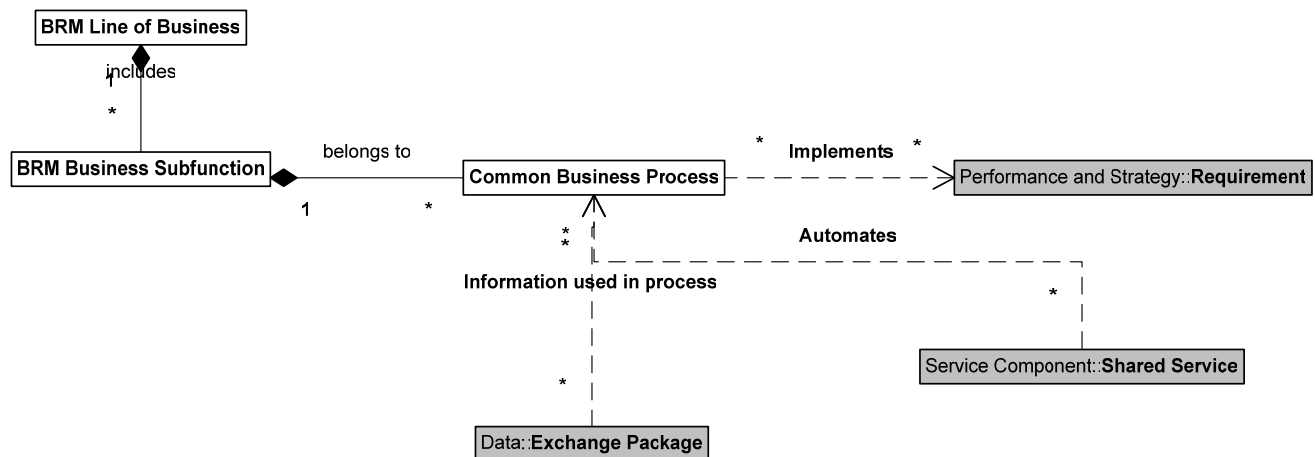 BRM Line of Business
includes
1
*
BRM Business Subfunction
belongs to
1
*
Common Business Process
*
Implements
*
Performance and Strategy::Requirement
*
*
Automates
Information used in process
*
*
Service Component::Shared Service
Data::Exchange Package